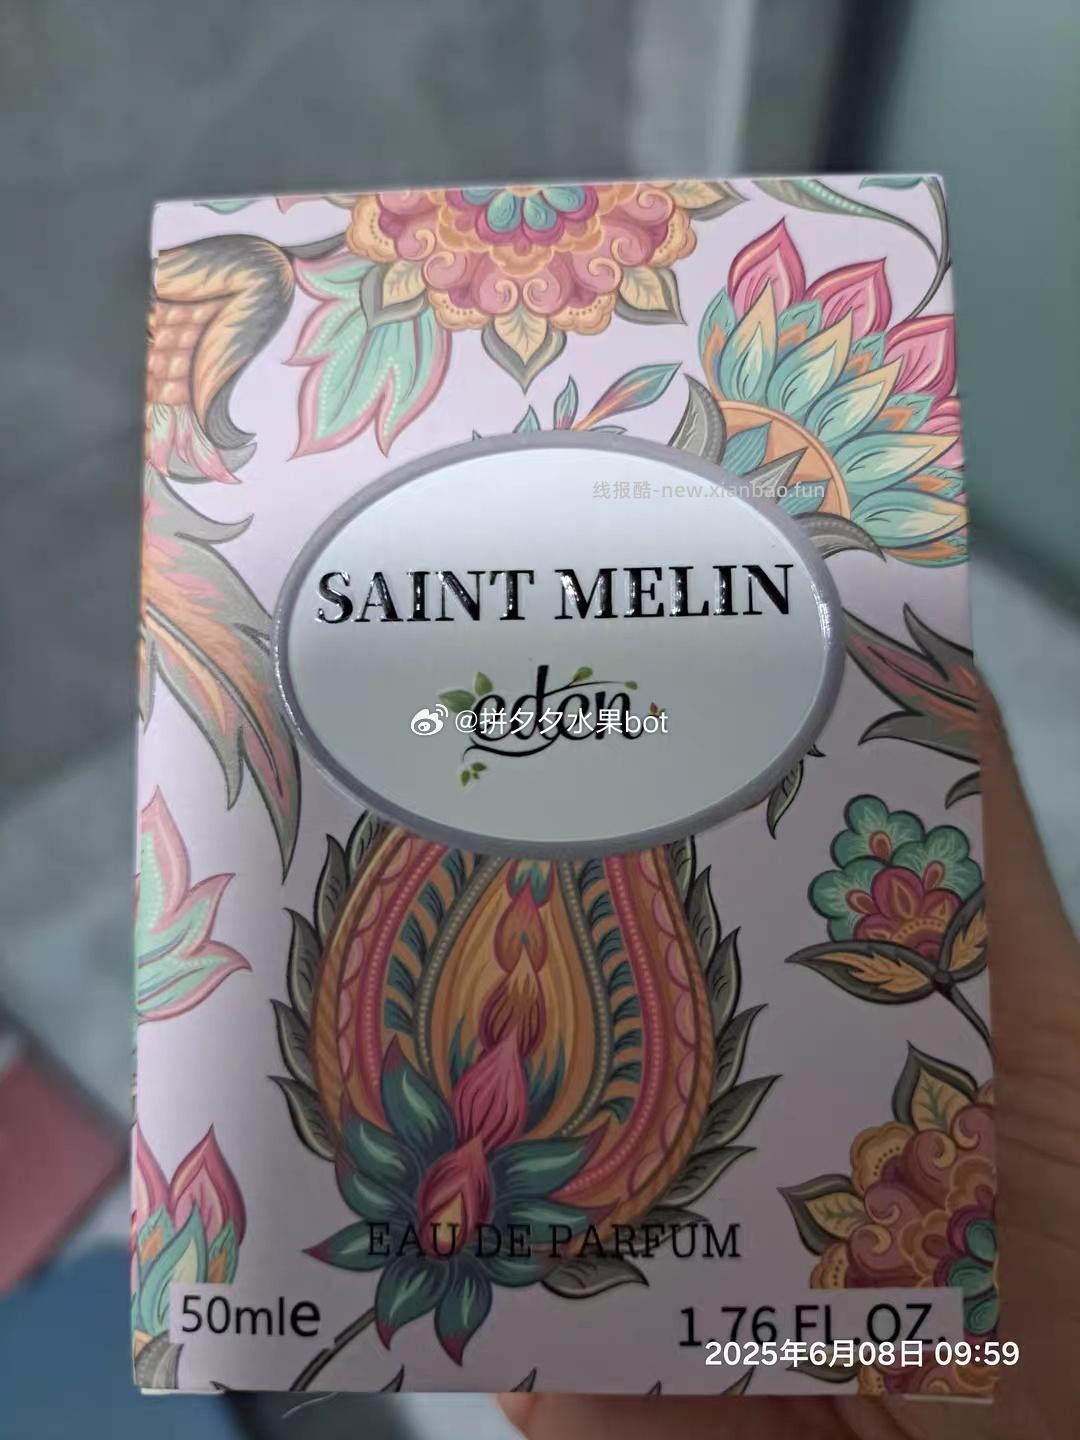 线报酷-new.xianbao.fun
SAINT MELIN
eden
@拼夕夕水果bot
EAU DE PARFUM
50mle
1.76 FL.OZ.
2025年6月08日 09:59